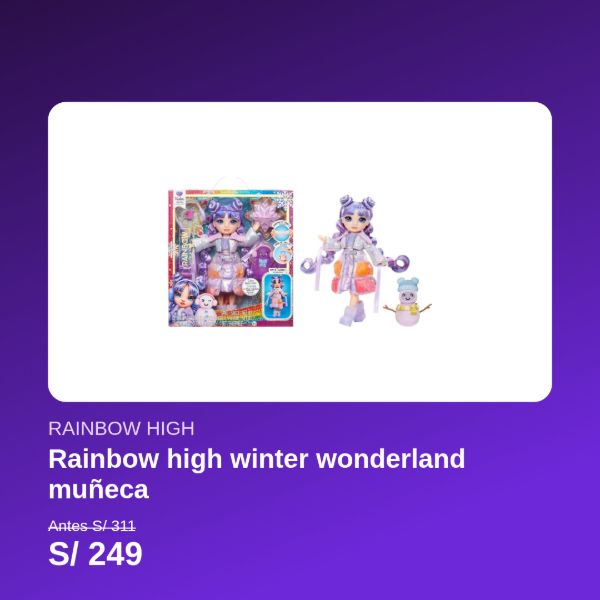 RAINBOW HIGH
Rainbow high winter wonderland
muñeca
Antes S/ 311
S/ 249